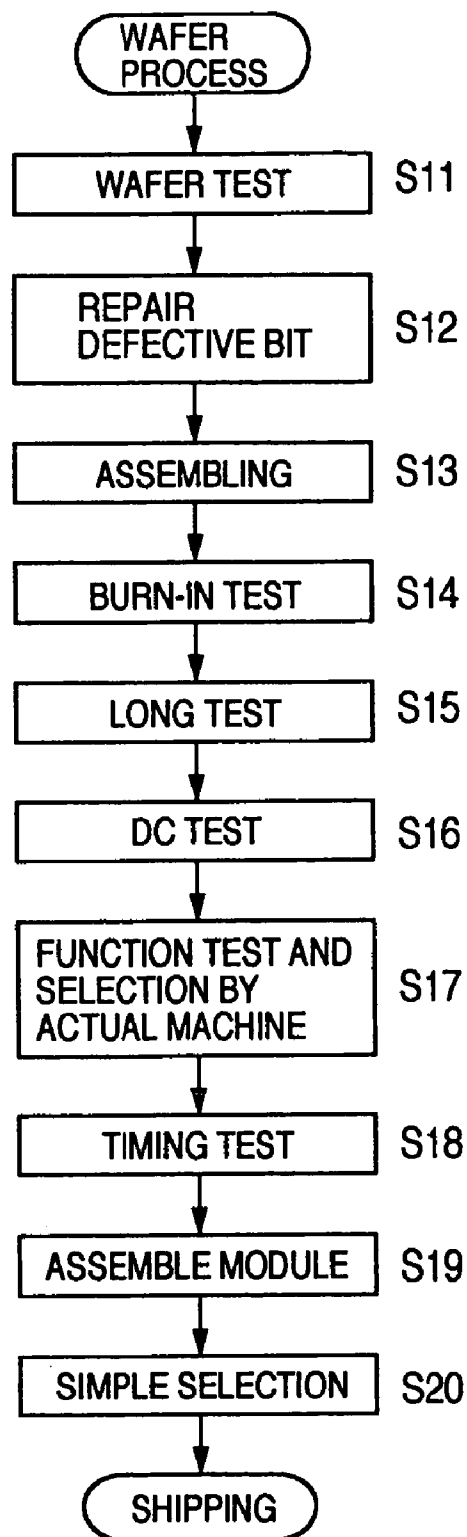 WAFER
PROCESS
WAFER TEST S11
REPAIR
DEFECTIVE BIT S12
ASSEMBLING S13
BURN-IN TEST S14
LONG TEST S15
DC TEST S16
FUNCTION TEST AND
SELECTION BY S17
ACTUAL MACHINE
TIMING TEST S18
ASSEMBLE MODULE S19
SIMPLE SELECTION S20
SHIPPING